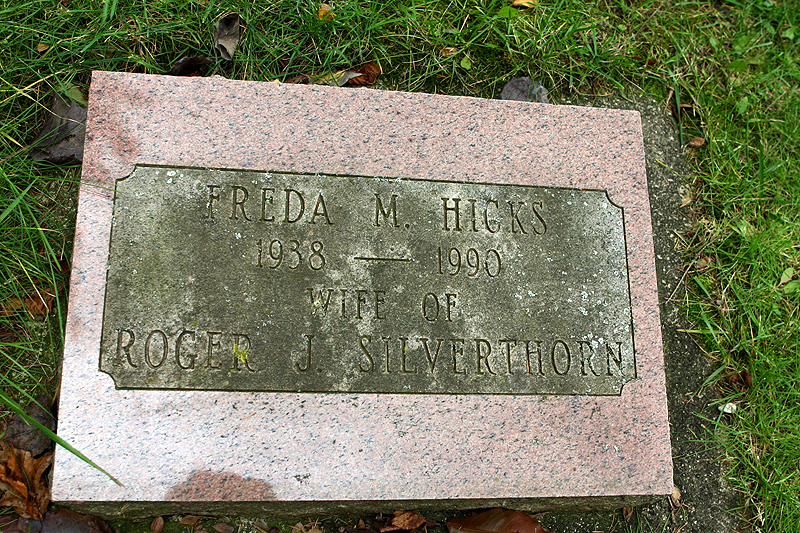 FREDA M. HICKS
1938 — 1990
WIFE OF
ROGER J. SILVERTHORN